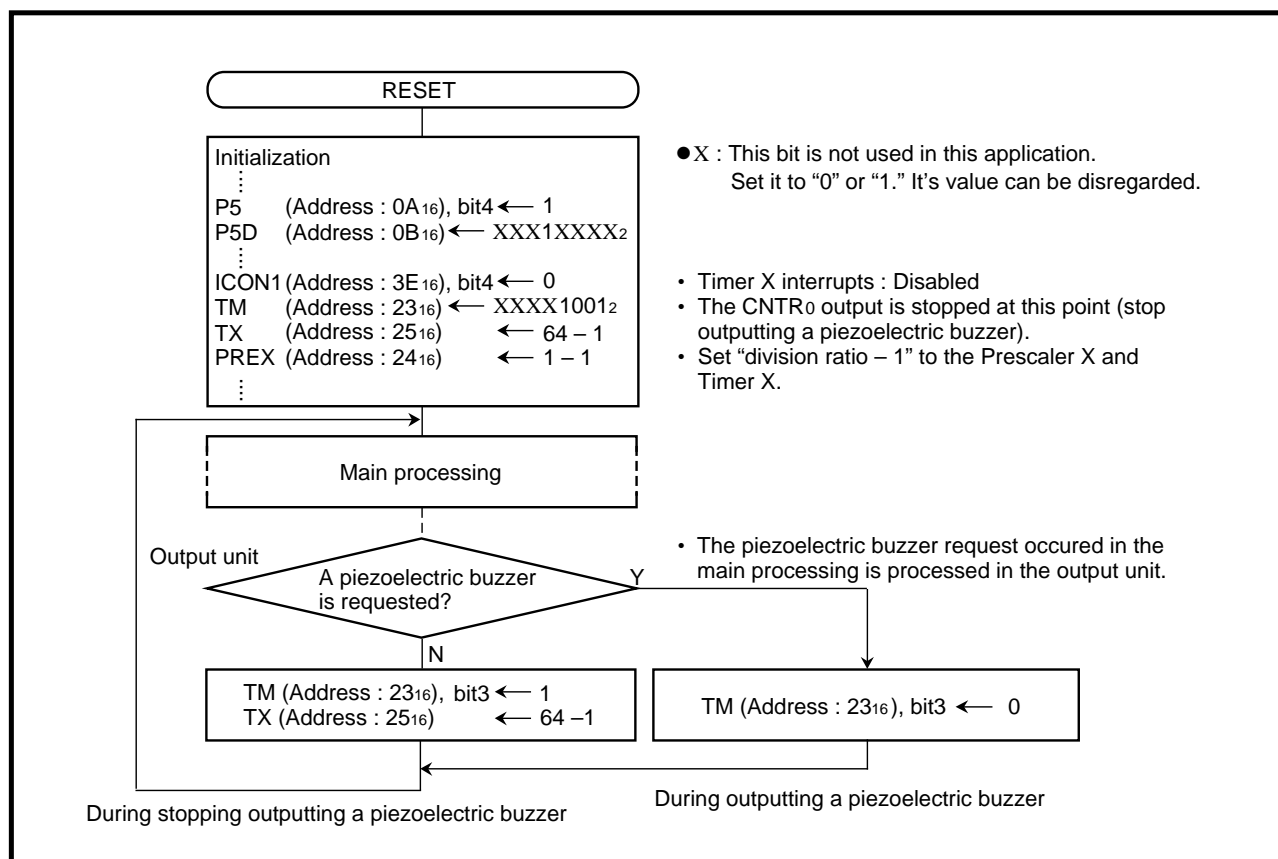 RESET
Initialization
P5 (Address : 0A16), bit4 ← 1
P5D (Address : 0B16) ← XXX1XXXX2
ICON1 (Address : 3E16), bit4 ← 0
TM (Address : 2316) ← XXXX10012
TX (Address : 2516) ← 64 – 1
PREX (Address : 2416) ← 1 – 1
●X : This bit is not used in this application.
Set it to “0” or “1.” It’s value can be disregarded.
• Timer X interrupts : Disabled
• The CNTR0 output is stopped at this point (stop
outputting a piezoelectric buzzer).
• Set “division ratio – 1” to the Prescaler X and
Timer X.
Main processing
Output unit
A piezoelectric buzzer
is requested?
Y
N
• The piezoelectric buzzer request occured in the
main processing is processed in the output unit.
TM (Address : 2316), bit3 ← 1
TX (Address : 2516) ← 64 –1
TM (Address : 2316), bit3 ← 0
During stopping outputting a piezoelectric buzzer
During outputting a piezoelectric buzzer